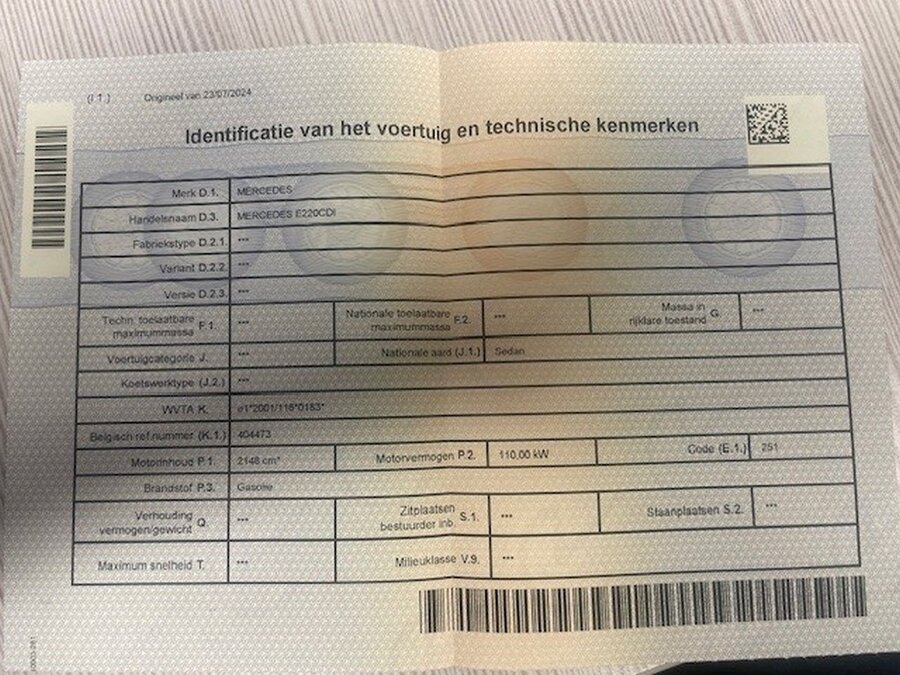 (I.1.) Origineel van 23/07/2024
Identificatie van het voertuig en technische kenmerken
Merk D.1. MERCEDES
Handelsnaam D.3. MERCEDES E220CDI
Fabriekstype D.2.1. ***
Variant D.2.2. ***
Versie D.2.3. ***
Techn. toelaatbare maximummassa F.1. *** Nationale toelaatbare maximummassa F.2. *** Massa in rijklare toestand G. ***
Voertuigcategorie J. *** Nationale aard (J.1.) Sedan
Koetswerktype (J.2.) ***
WVTA K. e1*2001/116*0183*
Belgisch ref.nummer (K.1.) 404473
Motorinhoud P.1. 2148 cm³ Motorvermogen P.2. 110,00 kW Code (E.1.) 251
Brandstof P.3. Gasolie
Verhouding vermogen/gewicht Q. *** Zitplaatsen bestuurder inb. S.1. *** Staanplaatsen S.2. ***
Maximum snelheid T. *** Milieuklasse V.9. ***